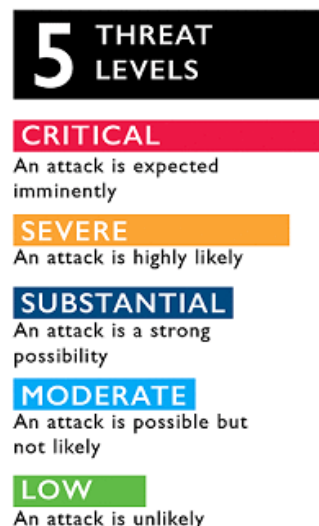 5 THREAT
LEVELS
CRITICAL
An attack is expected
imminently
SEVERE
An attack is highly likely
SUBSTANTIAL
An attack is a strong
possibility
MODERATE
An attack is possible but
not likely
LOW
An attack is unlikely